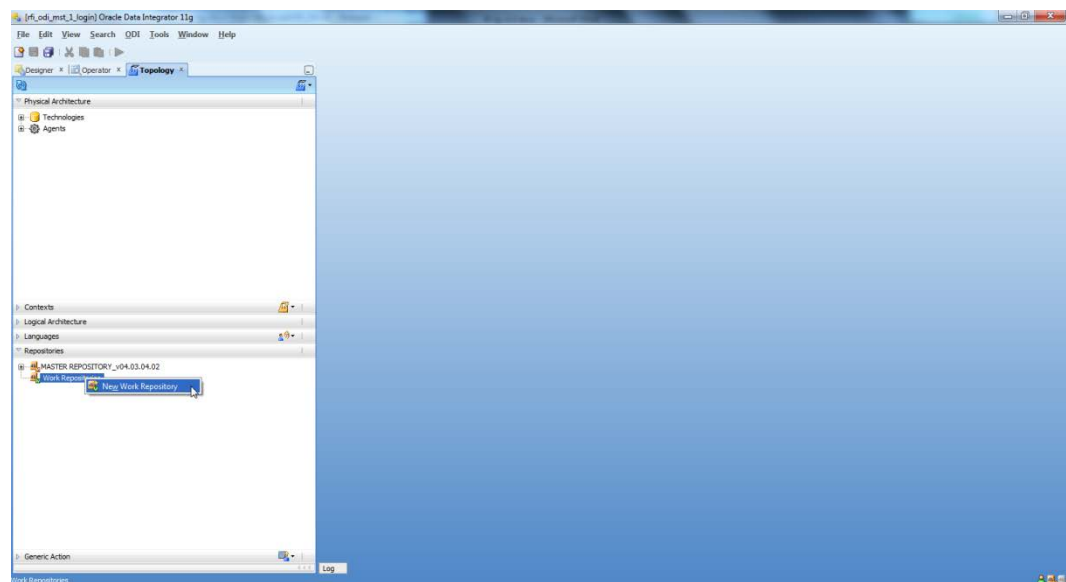 [rfi_odi_mst_1_login] Oracle Data Integrator 11g
File Edit View Search ODI Tools Window Help
Designer Operator Topology
Physical Architecture
Technologies
Agents
Contexts
Logical Architecture
Languages
Repositories
MASTER REPOSITORY_v04.03.04.02
Work Repositories
New Work Repository
Generic Action
Log
Work Repositories